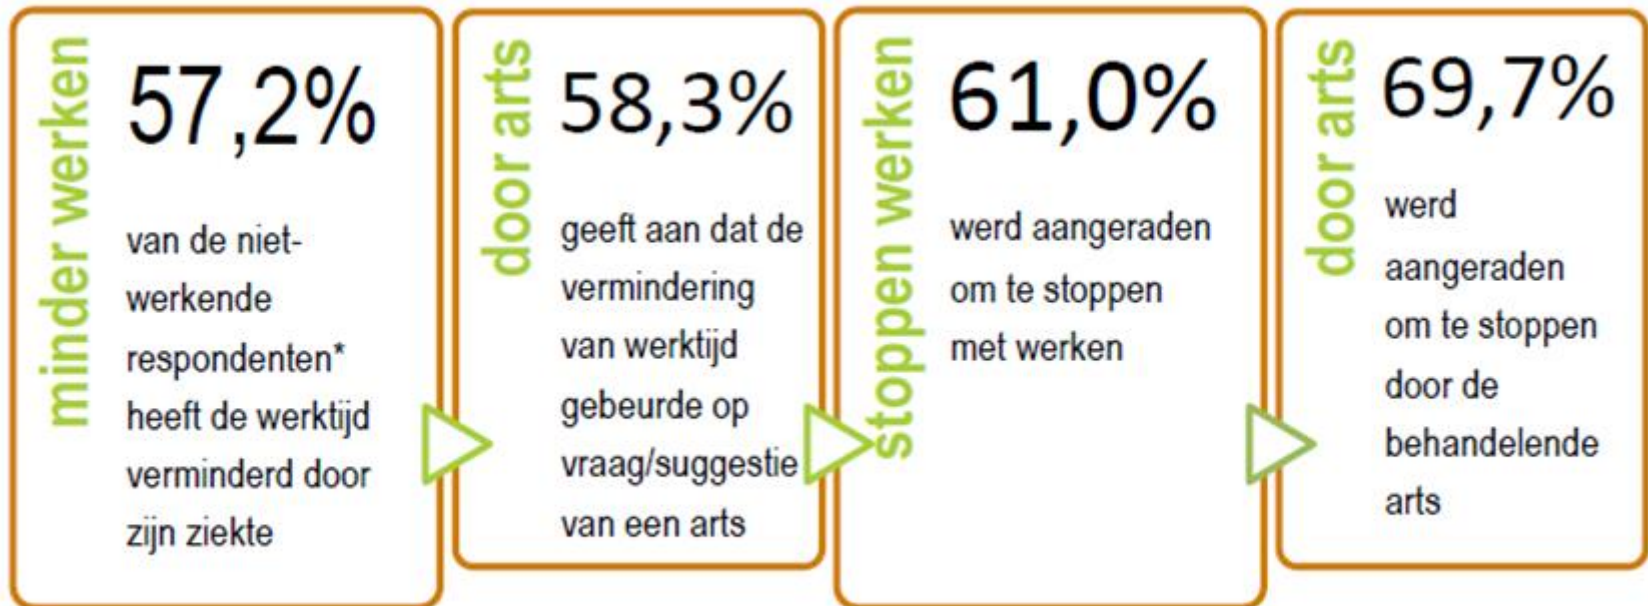 minder werken
57,2%
van de niet-
werkende
respondenten*
heeft de werktijd
verminderd door
zijn ziekte
door arts
58,3%
geeft aan dat de
vermindering
van werktijd
gebeurde op
vraag/suggestie
van een arts
stoppen werken
61,0%
werd aangeraden
om te stoppen
met werken
door arts
69,7%
werd
aangeraden
om te stoppen
door de
behandelende
arts